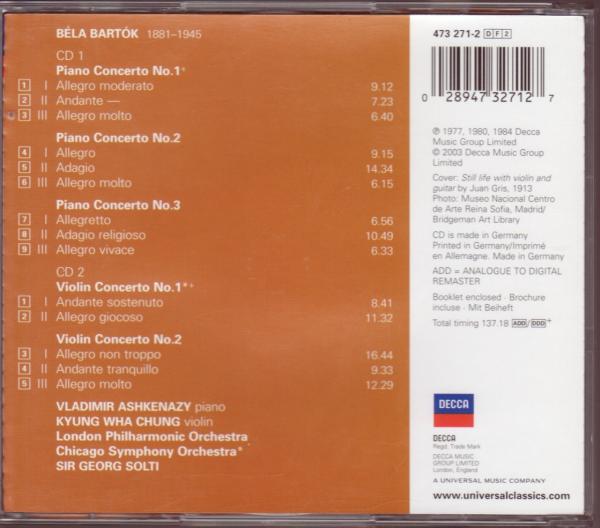 BÉLA BARTÓK 1881–1945
CD 1
Piano Concerto No.1*
1 I Allegro moderato 9.12
2 II Andante — 7.23
3 III Allegro molto 6.40
Piano Concerto No.2
4 I Allegro 9.15
5 II Adagio 14.34
6 III Allegro molto 6.15
Piano Concerto No.3
7 I Allegretto 6.56
8 II Adagio religioso 10.49
9 III Allegro vivace 6.33
CD 2
Violin Concerto No.1*+
1 I Andante sostenuto 8.41
2 II Allegro giocoso 11.32
Violin Concerto No.2
3 I Allegro non troppo 16.44
4 II Andante tranquillo 9.33
5 III Allegro molto 12.29
VLADIMIR ASHKENAZY piano
KYUNG WHA CHUNG violin
London Philharmonic Orchestra
Chicago Symphony Orchestra*
SIR GEORG SOLTI
473 271-2 DF2
0 28947 32712 7
℗ 1977, 1980, 1984 Decca
Music Group Limited
© 2003 Decca Music Group
Limited
Cover: Still life with violin and
guitar by Juan Gris, 1913
Photo: Museo Nacional Centro
de Arte Reina Sofia, Madrid/
Bridgeman Art Library
CD is made in Germany
Printed in Germany/Imprimé
en Allemagne. Made in Germany
ADD = ANALOGUE TO DIGITAL
REMASTER
Booklet enclosed · Brochure
incluse · Mit Beiheft
Total timing 137.18 ADD/DDD+
DECCA
DECCA
Regd. Trade Mark
DECCA MUSIC
GROUP LIMITED
London, England
A UNIVERSAL MUSIC COMPANY
www.universalclassics.com